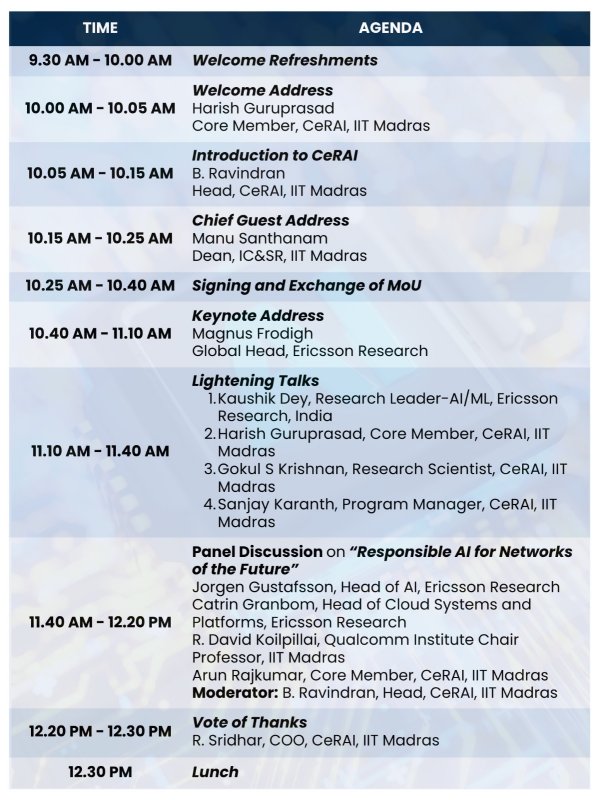 TIME AGENDA
9.30 AM - 10.00 AM Welcome Refreshments
Welcome Address
10.00 AM - 10.05 AM Harish Guruprasad
Core Member, CeRAI, IIT Madras
Introduction to CeRAI
10.05 AM - 10.15 AM B. Ravindran
Head, CeRAI, IIT Madras
Chief Guest Address
10.15 AM - 10.25 AM Manu Santhanam
Dean, IC&SR, IIT Madras
10.25 AM - 10.40 AM Signing and Exchange of MoU
Keynote Address
10.40 AM - 11.10 AM Magnus Frodigh
Global Head, Ericsson Research
Lightening Talks
1. Kaushik Dey, Research Leader-AI/ML, Ericsson
Research, India
2. Harish Guruprasad, Core Member, CeRAI, IIT
11.10 AM - 11.40 AM Madras
3. Gokul S Krishnan, Research Scientist, CeRAI, IIT
Madras
4. Sanjay Karanth, Program Manager, CeRAI, IIT
Madras
Panel Discussion on “Responsible AI for Networks
of the Future”
Jorgen Gustafsson, Head of AI, Ericsson Research
Catrin Granbom, Head of Cloud Systems and
11.40 AM - 12.20 PM Platforms, Ericsson Research
R. David Koilpillai, Qualcomm Institute Chair
Professor, IIT Madras
Arun Rajkumar, Core Member, CeRAI, IIT Madras
Moderator: B. Ravindran, Head, CeRAI, IIT Madras
12.20 PM - 12.30 PM Vote of Thanks
R. Sridhar, COO, CeRAI, IIT Madras
12.30 PM Lunch